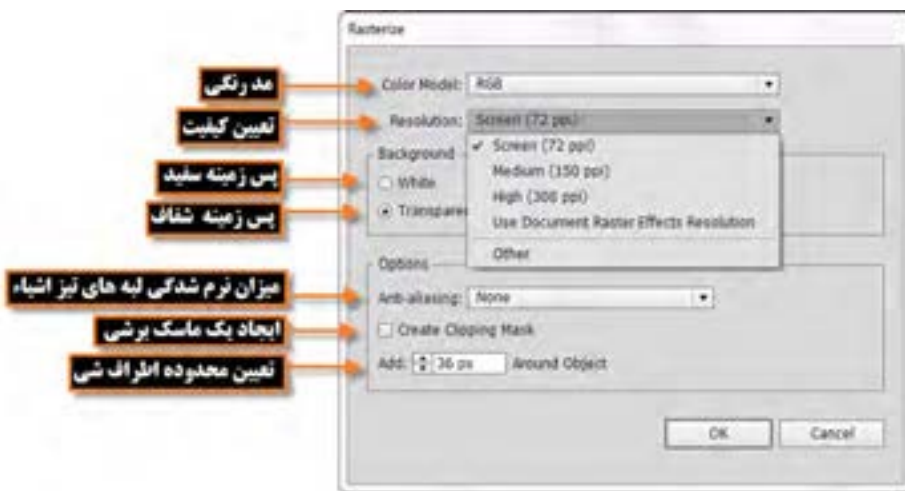 Rasterize
مد رنگی
Color Model: RGB
تعیین کیفیت
Resolution: Screen (72 ppi)
Screen (72 ppi)
Medium (150 ppi)
High (300 ppi)
Use Document Raster Effects Resolution
Other
Background
پس زمینه سفید
White
پس زمینه شفاف
Transpare
Options
میزان نرم شدگی لبه های تیز اشیاء
Anti-aliasing: None
ایجاد یک ماسک برشی
Create Clipping Mask
تعیین محدوده اطراف شی
Add: 36 px Around Object
OK Cancel